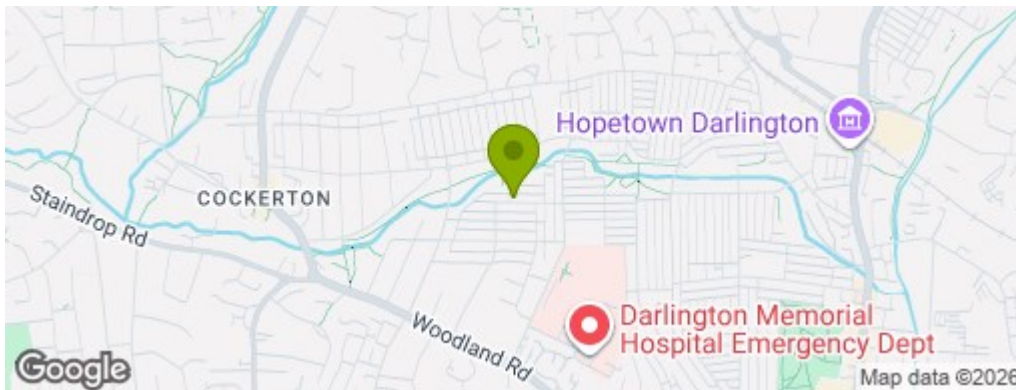 Hopetown Darlington
COCKERTON
Staindrop Rd
Woodland Rd
Darlington Memorial
Hospital Emergency Dept
Google
Map data ©2026